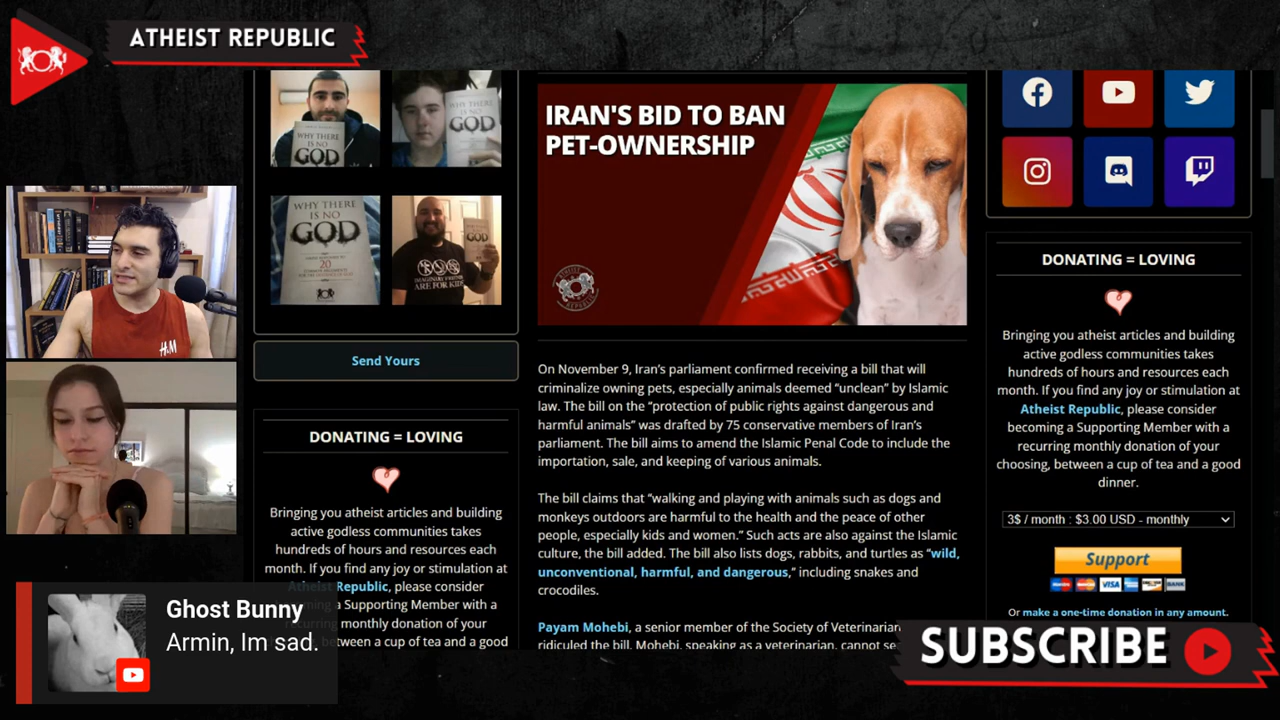 ATHEIST REPUBLIC
WHY THERE
IS NO
GOD
WHY THERE
IS NO
GOD
WHY THERE
IS NO
GOD
20
GOD
ARE FOR KIDS
Send Yours
DONATING = LOVING
Bringing you atheist articles and building
active godless communities takes
hundreds of hours and resources each
month. If you find any joy or stimulation at
Atheist Republic, please consider
becoming a Supporting Member with a
recurring monthly donation of your
between a cup of tea and a good
H&M
Ghost Bunny
Armin, Im sad.
IRAN'S BID TO BAN
PET-OWNERSHIP
On November 9, Iran's parliament confirmed receiving a bill that will
criminalize owning pets, especially animals deemed “unclean” by Islamic
law. The bill on the “protection of public rights against dangerous and
harmful animals” was drafted by 75 conservative members of Iran's
parliament. The bill aims to amend the Islamic Penal Code to include the
importation, sale, and keeping of various animals.
The bill claims that “walking and playing with animals such as dogs and
monkeys outdoors are harmful to the health and the peace of other
people, especially kids and women.” Such acts are also against the Islamic
culture, the bill added. The bill also lists dogs, rabbits, and turtles as “wild,
unconventional, harmful, and dangerous,” including snakes and
crocodiles.
Payam Mohebi, a senior member of the Society of Veterinarian
ridiculed the bill. Mohebi, speaking as a veterinarian, cannot se
DONATING = LOVING
Bringing you atheist articles and building
active godless communities takes
hundreds of hours and resources each
month. If you find any joy or stimulation at
Atheist Republic, please consider
becoming a Supporting Member with a
recurring monthly donation of your
choosing, between a cup of tea and a good
dinner.
3$ / month : $3.00 USD - monthly
Support
VISA
BANK
Or make a one-time donation in any amount.
SUBSCRIBE